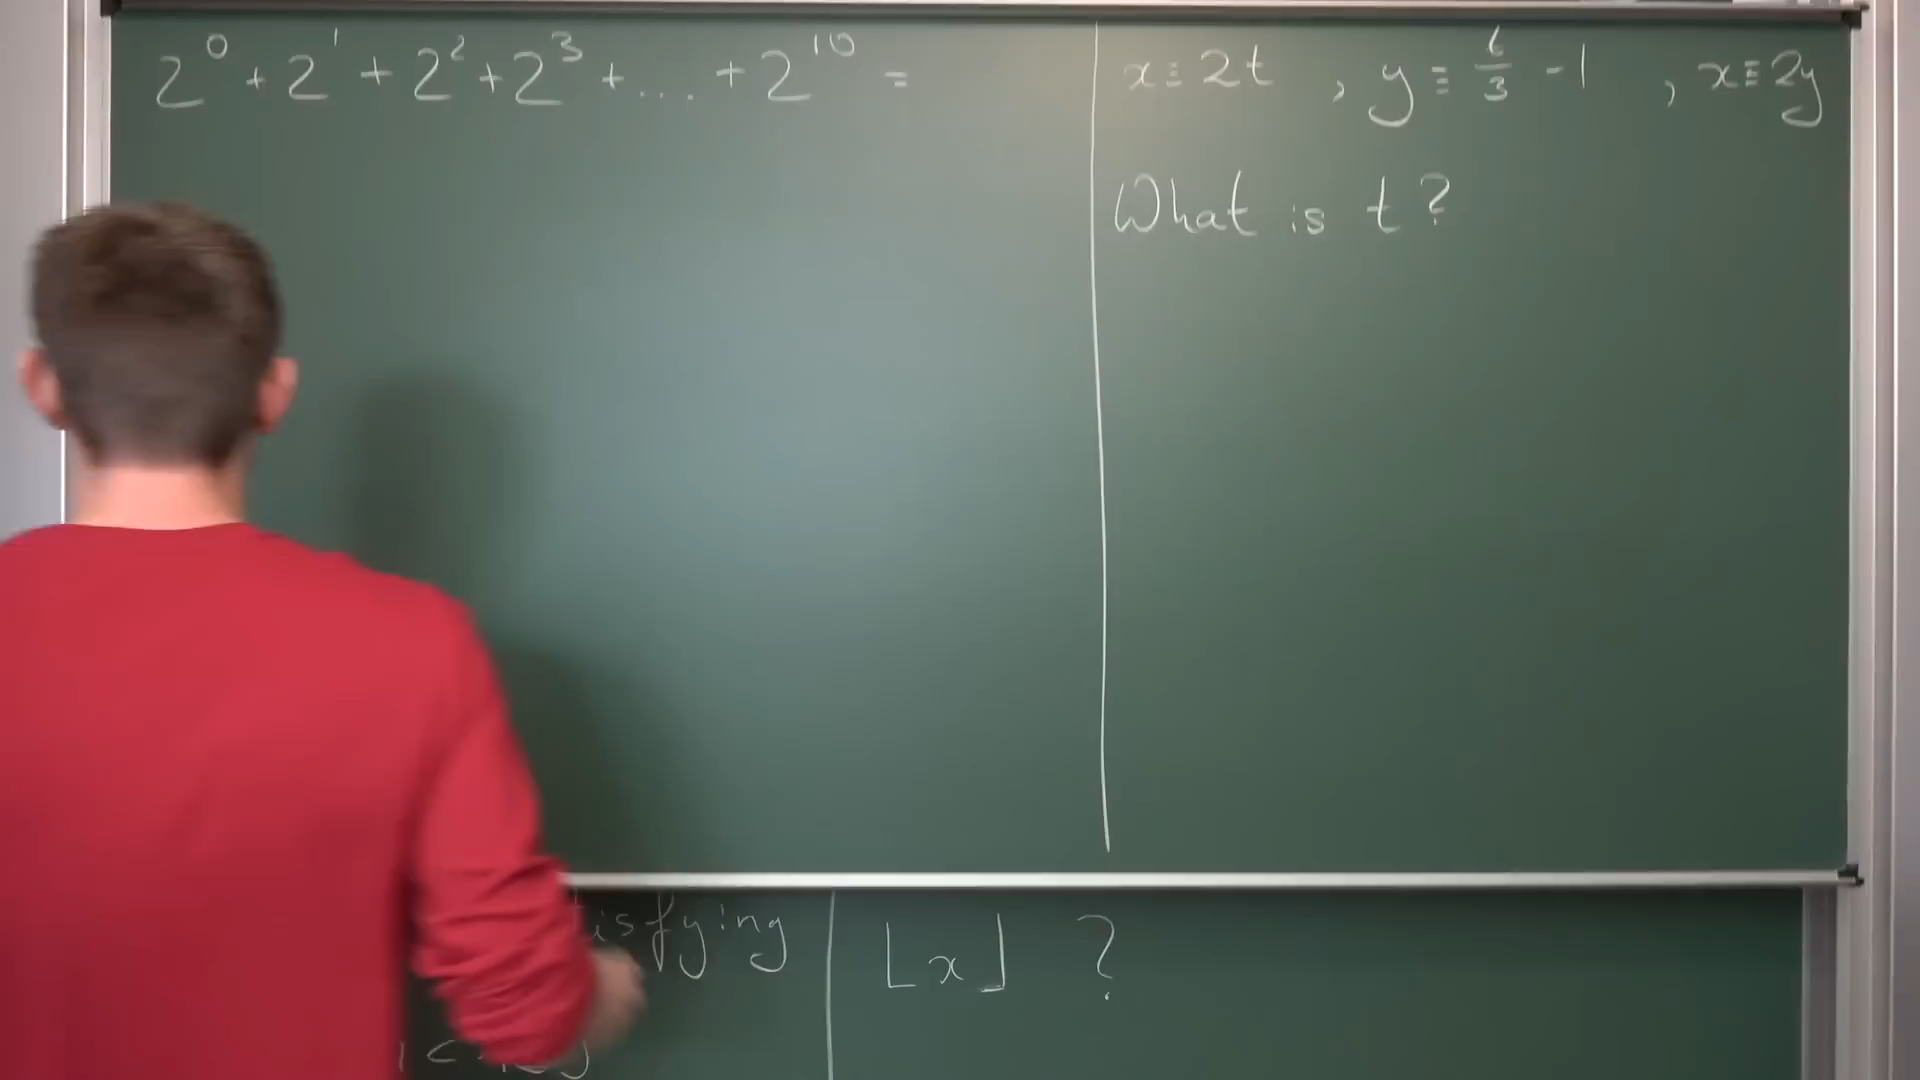 2⁰ + 2¹ + 2² + 2³ + .... + 2¹⁰ =
x ≡ 2t , y ≡ t/3 - 1 , x ≡ 2y
What is t?
⌊x⌋ ?